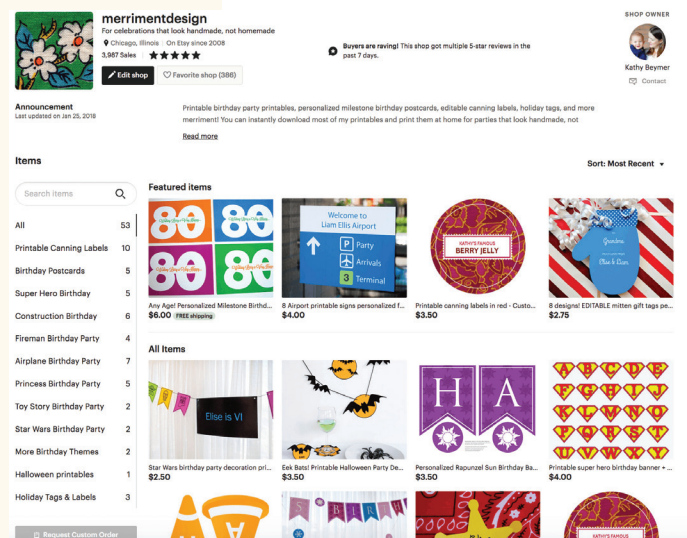 merrimentdesign
For celebrations that look handmade, not homemade
Chicago, Illinois | On Etsy since 2008
3,987 Sales
Edit shop
Favorite shop (386)
Buyers are raving! This shop got multiple 5-star reviews in the
past 7 days.
SHOP OWNER
Kathy Beymer
Contact
Announcement
Last updated on Jan 25, 2018
Printable birthday party printables, personalized milestone birthday postcards, editable canning labels, holiday tags, and more
merriment! You can instantly download most of my printables and print them at home for parties that look handmade, not
Read more
Items
Sort: Most Recent
Search items
All 53
Printable Canning Labels 10
Birthday Postcards 5
Super Hero Birthday 5
Construction Birthday 6
Fireman Birthday Party 4
Airplane Birthday Party 7
Princess Birthday Party 5
Toy Story Birthday Party 2
Star Wars Birthday Party 2
More Birthday Themes 2
Halloween printables 1
Holiday Tags & Labels 3
Request Custom Order
Featured items
80
80
80
80
Any Age! Personalized Milestone Birthd...
$6.00 FREE shipping
Welcome to
Liam Ellis Airport
P Party
Arrivals
3 Terminal
8 Airport printable signs personalized f...
$4.00
KATHY'S FAMOUS
BERRY JELLY
Printable canning labels in red - Custo...
$3.50
Grandma
Elise & Liam
8 designs! EDITABLE mitten gift tags pe...
$2.75
All Items
Elise is VI
Star Wars birthday party decoration pri...
$2.50
Eek Bats! Printable Halloween Party De...
$3.50
H A
Personalized Rapunzel Sun Birthday Ba...
$3.50
A B C D E
F G H I J
K L M N O
P Q R S T
U V W X Y
Printable super hero birthday banner + ...
$4.00
A
S B I R T H
KATHY'S FAMOUS